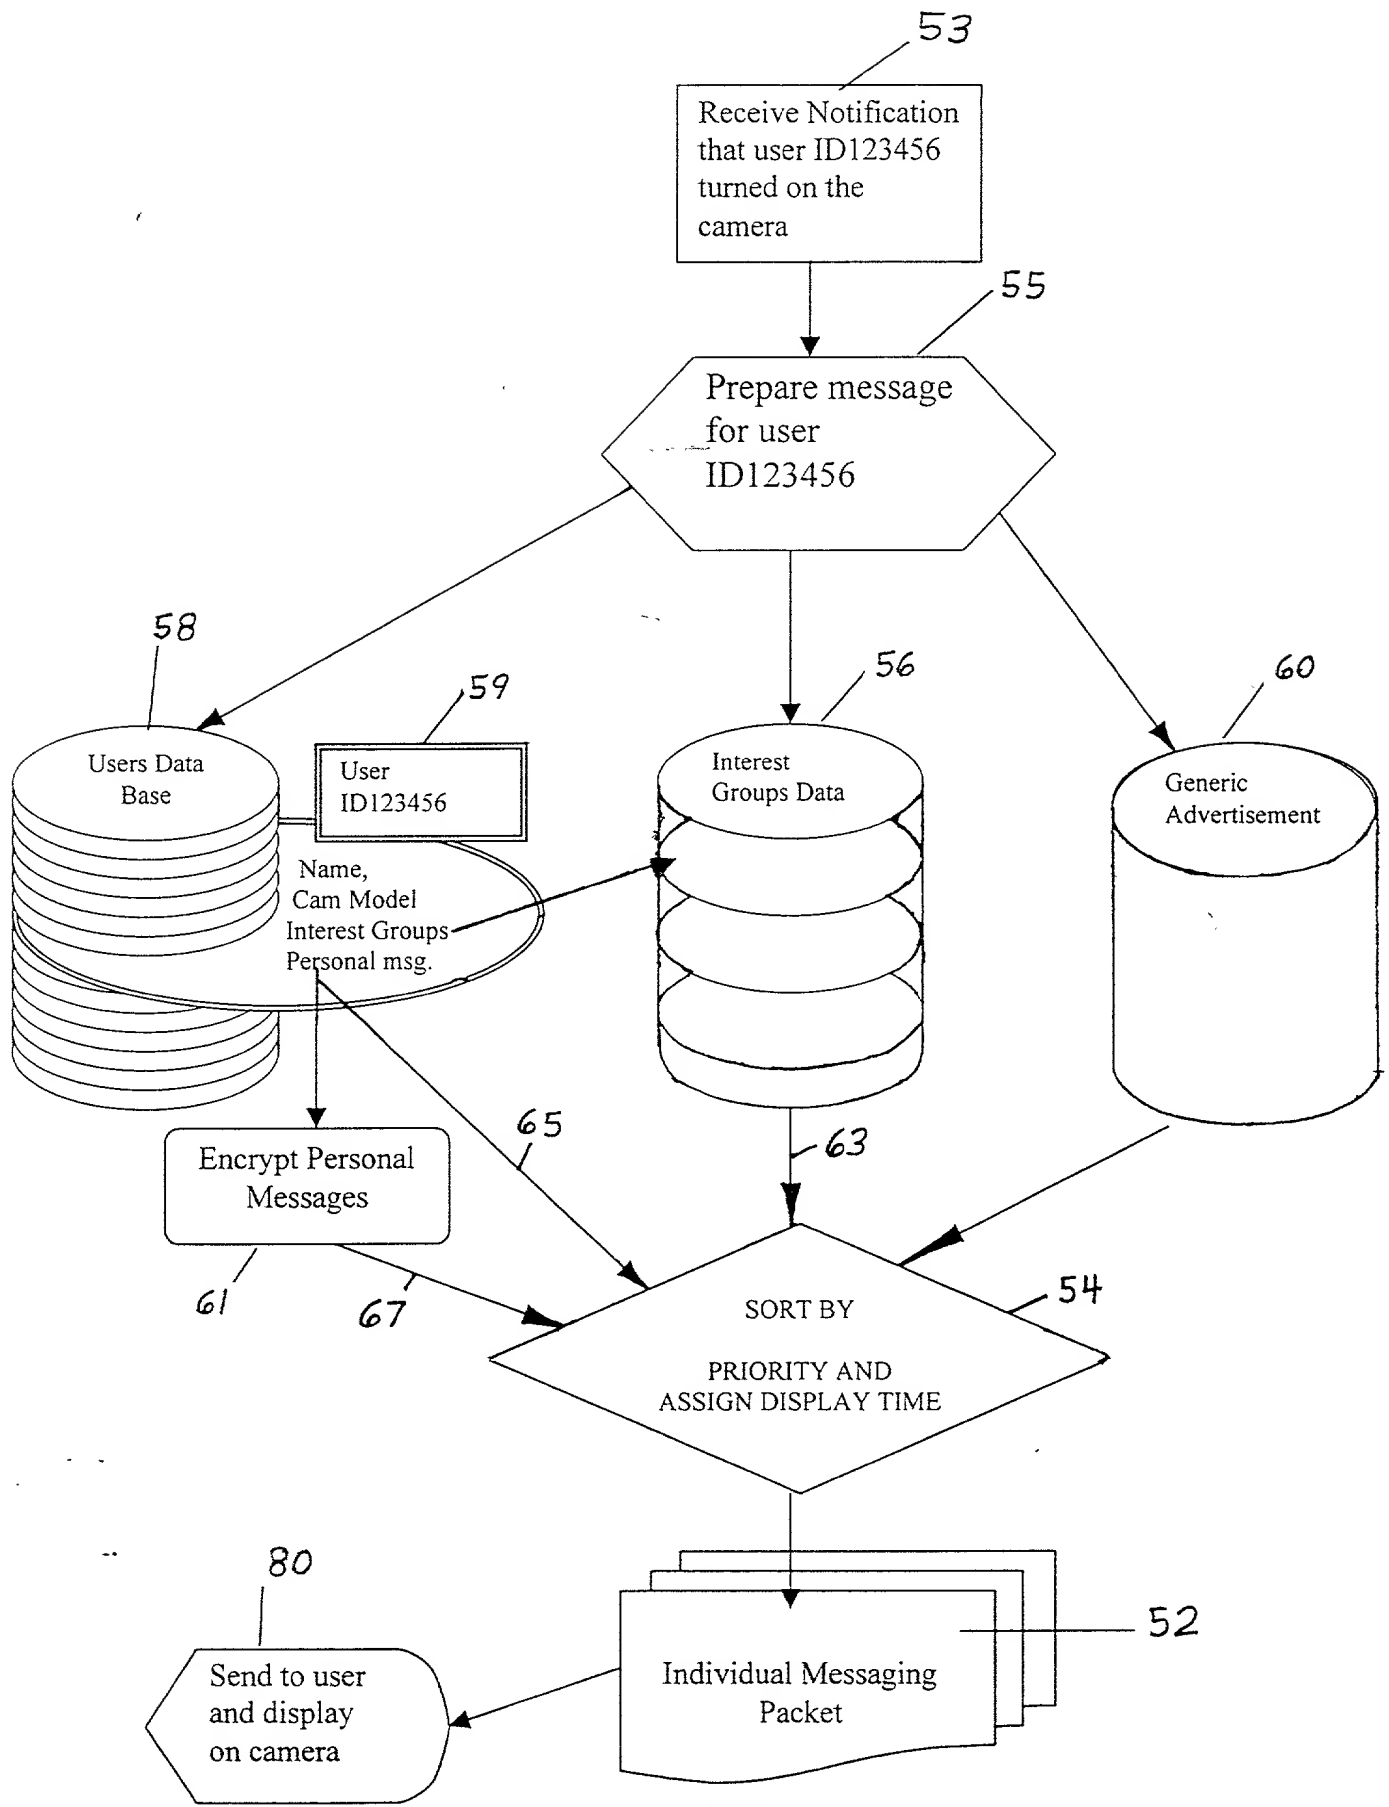 53
Receive Notification
that user ID123456
turned on the
camera
55
Prepare message
for user
ID123456
58
59
56
60
Users Data
Base
User
ID123456
Interest
Groups Data
Generic
Advertisement
Name,
Cam Model
Interest Groups
Personal msg.
65
63
Encrypt Personal
Messages
61
67
54
SORT BY
PRIORITY AND
ASSIGN DISPLAY TIME
80
52
Send to user
and display
on camera
Individual Messaging
Packet